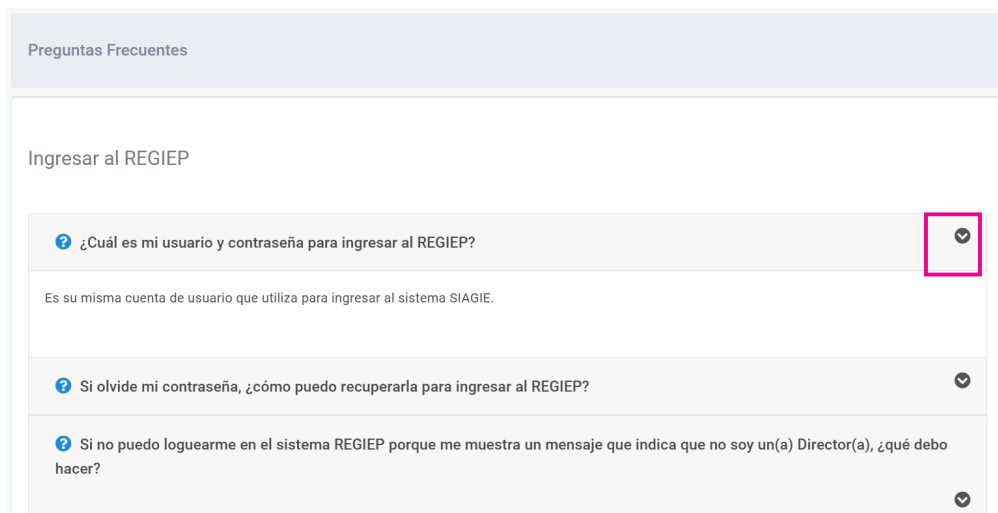 Preguntas Frecuentes
Ingresar al REGIEP
¿Cuál es mi usuario y contraseña para ingresar al REGIEP?
Es su misma cuenta de usuario que utiliza para ingresar al sistema SIAGIE.
Si olvide mi contraseña, ¿cómo puedo recuperarla para ingresar al REGIEP?
Si no puedo loguearme en el sistema REGIEP porque me muestra un mensaje que indica que no soy un(a) Director(a), ¿qué debo
hacer?